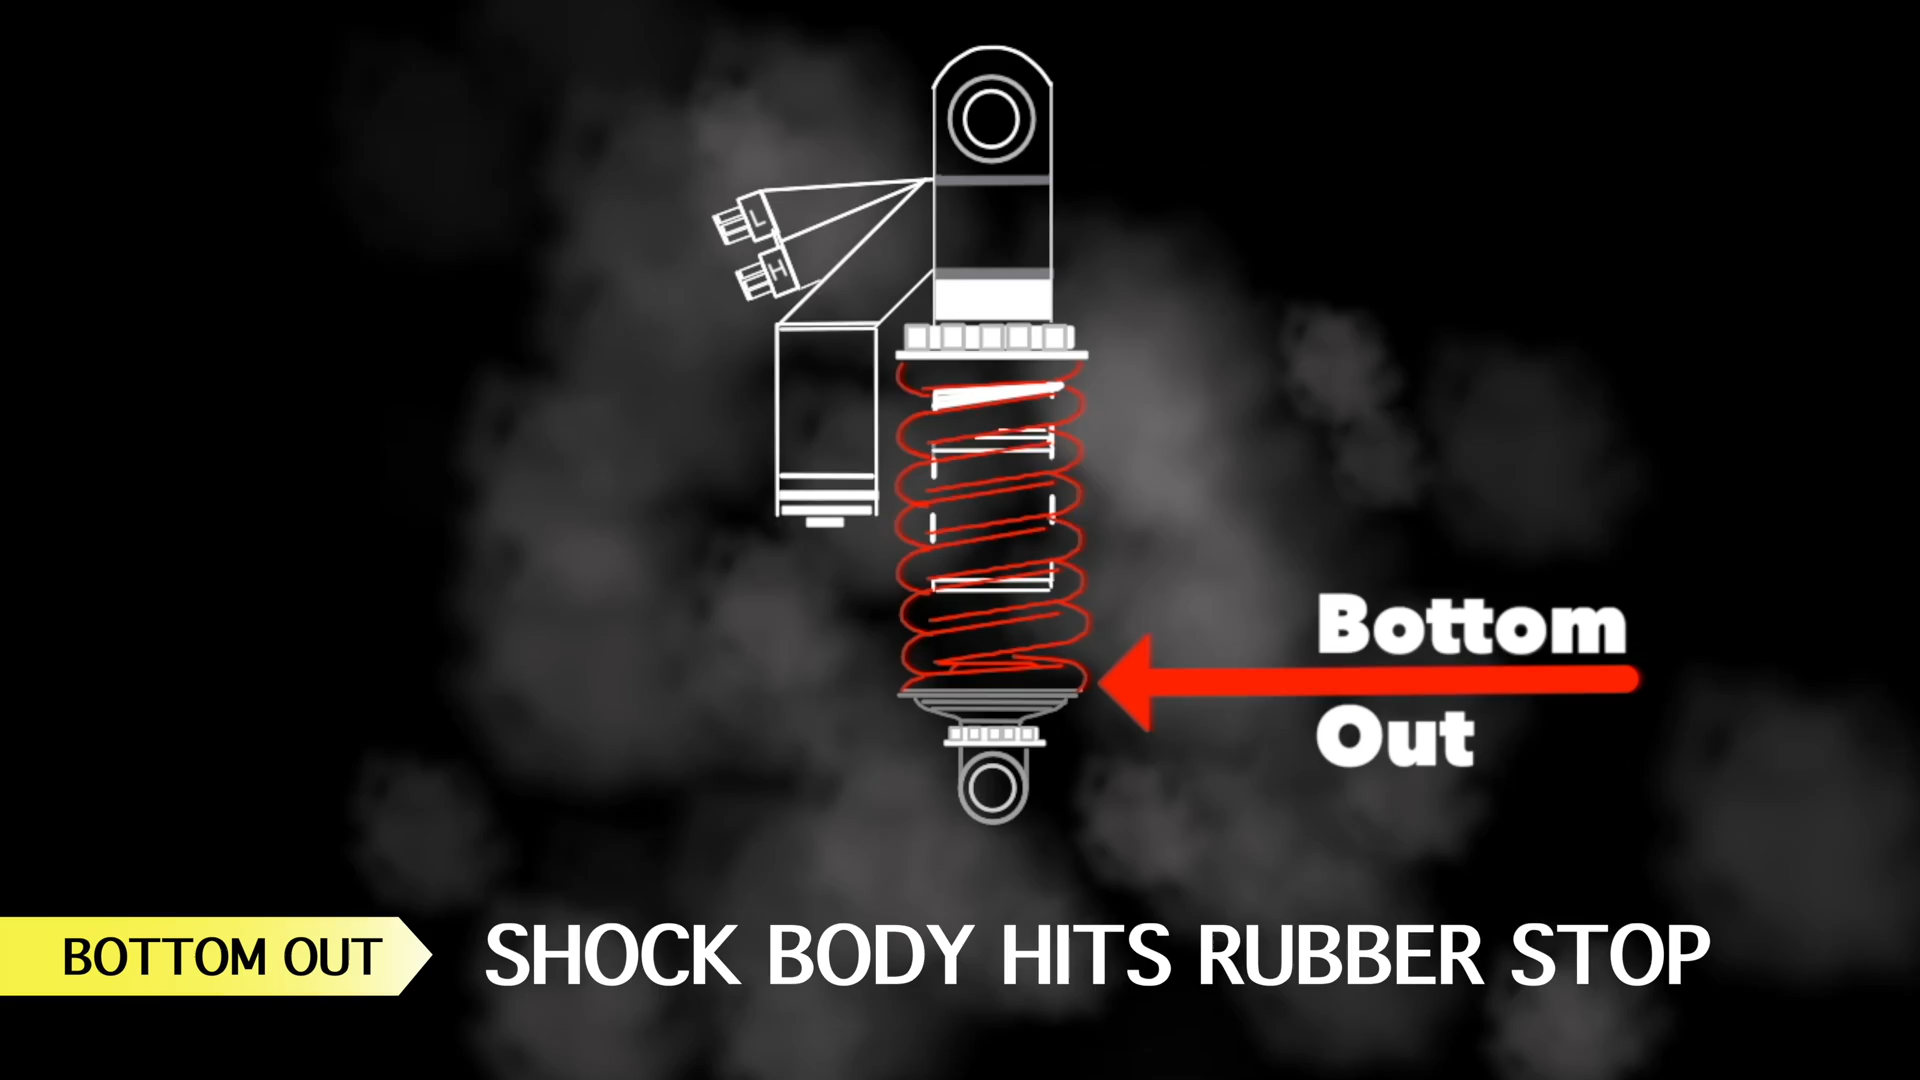 L
H
Bottom
Out
BOTTOM OUT
SHOCK BODY HITS RUBBER STOP